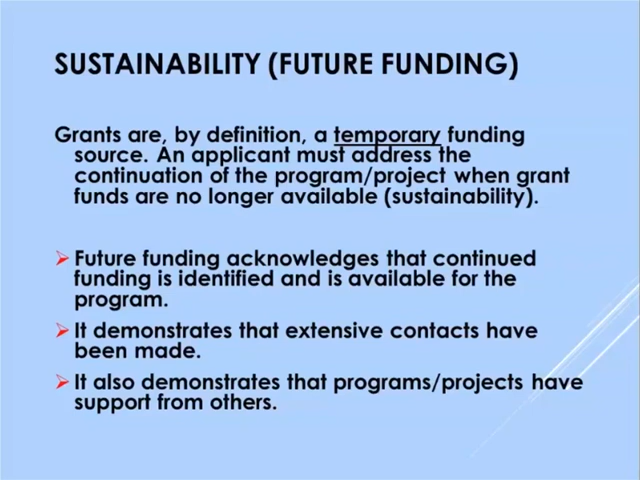 SUSTAINABILITY (FUTURE FUNDING)
Grants are, by definition, a temporary funding
source. An applicant must address the
continuation of the program/project when grant
funds are no longer available (sustainability).
Future funding acknowledges that continued
funding is identified and is available for the
program.
It demonstrates that extensive contacts have
been made.
It also demonstrates that programs/projects have
support from others.